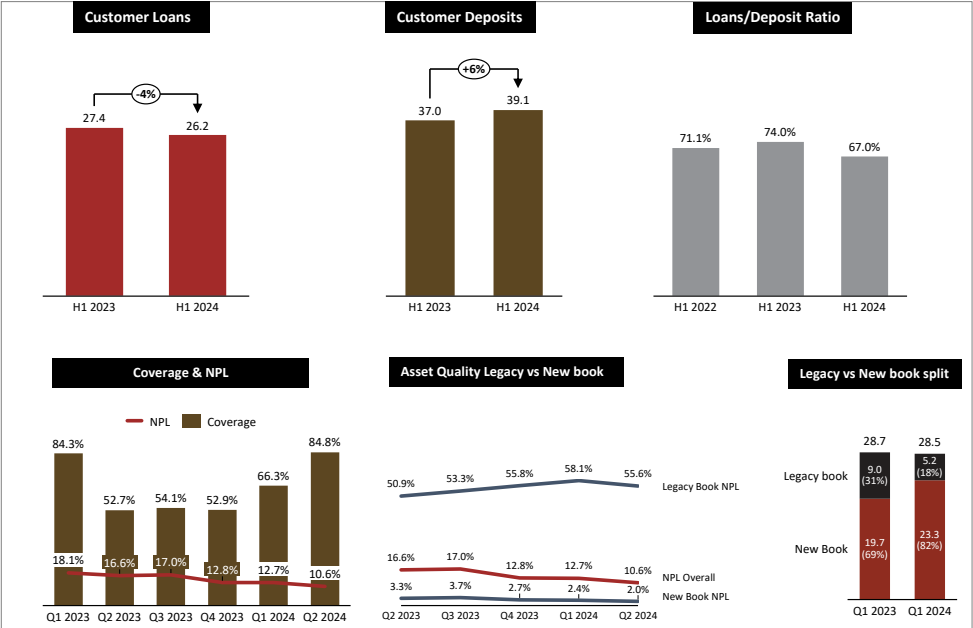 Customer Loans
Customer Deposits
Loans/Deposit Ratio
-4%
27.4
26.2
H1 2023
H1 2024
+6%
37.0
39.1
H1 2023
H1 2024
71.1%
74.0%
67.0%
H1 2022
H1 2023
H1 2024
Coverage & NPL
NPL
Coverage
84.3%
52.7%
54.1%
52.9%
66.3%
84.8%
18.1%
16.6%
17.0%
12.8%
12.7%
10.6%
Q1 2023
Q2 2023
Q3 2023
Q4 2023
Q1 2024
Q2 2024
Asset Quality Legacy vs New book
50.9%
53.3%
55.8%
58.1%
55.6%
Legacy Book NPL
16.6%
17.0%
12.8%
12.7%
10.6%
NPL Overall
3.3%
3.7%
2.7%
2.4%
2.0%
New Book NPL
Q2 2023
Q3 2023
Q4 2023
Q1 2024
Q2 2024
Legacy vs New book split
28.7
28.5
Legacy book
9.0
(31%)
5.2
(18%)
New Book
19.7
(69%)
23.3
(82%)
Q1 2023
Q1 2024